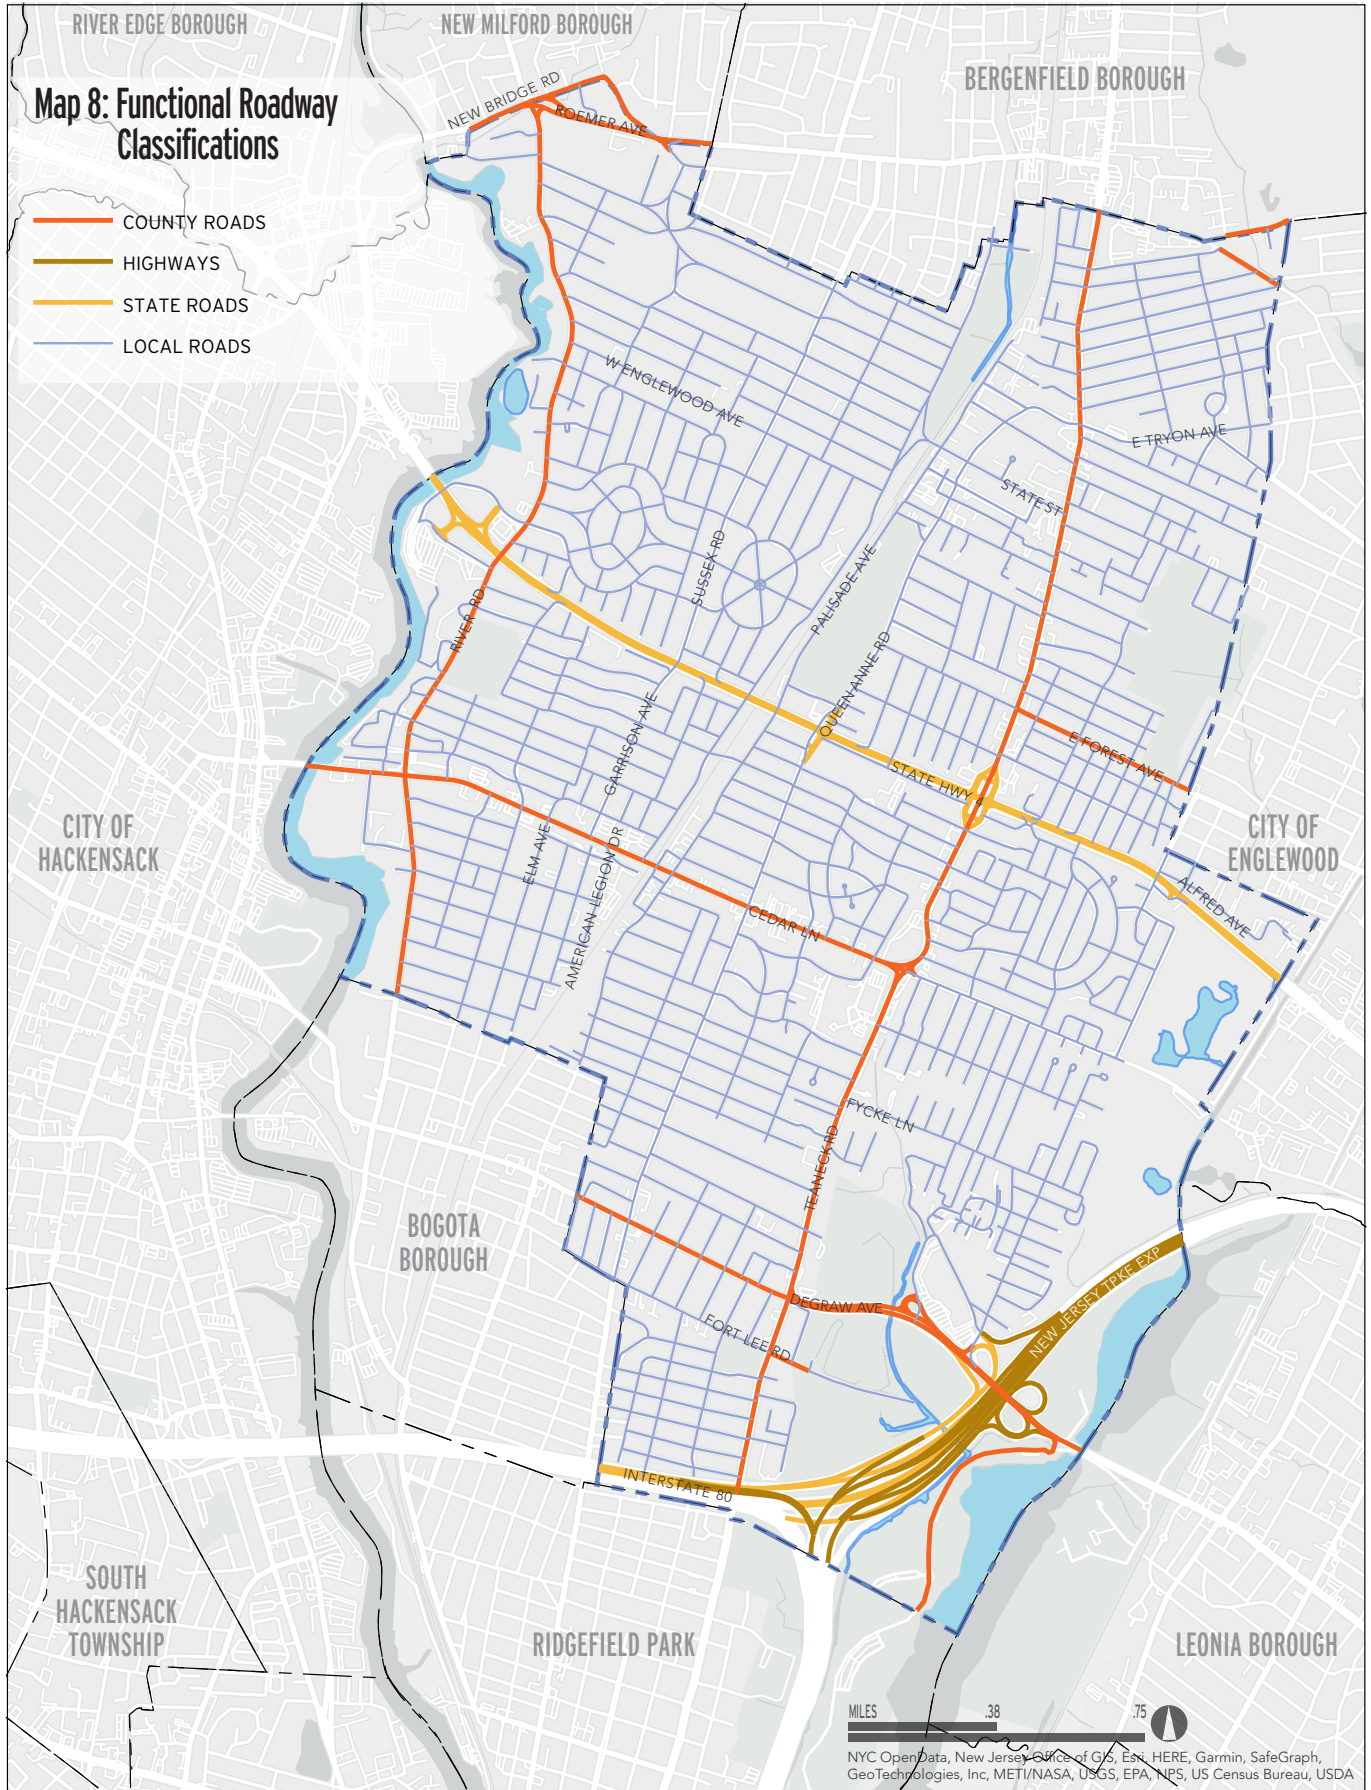 RIVER EDGE BOROUGH
NEW MILFORD BOROUGH
BERGENFIELD BOROUGH
Map 8: Functional Roadway
Classifications
COUNTY ROADS
HIGHWAYS
STATE ROADS
LOCAL ROADS
NEW BRIDGE RD
ROEMER AVE
W ENGLEWOOD AVE
E TRYON AVE
STATE ST
SUSSEX RD
PALISADE AVE
RIVER RD
QUEEN ANNE RD
GARRISON AVE
E FOREST AVE
STATE HWY 4
CITY OF
HACKENSACK
CITY OF
ENGLEWOOD
ELM AVE
AMERICAN LEGION DR
ALFRED AVE
CEDAR LN
FYCKE LN
TEANECK RD
BOGOTA
BOROUGH
NEW JERSEY TPKE EXP
DEGRAW AVE
FORT LEE RD
INTERSTATE 80
SOUTH
HACKENSACK
TOWNSHIP
RIDGEFIELD PARK
LEONIA BOROUGH
MILES .38 .75
NYC OpenData, New Jersey Office of GIS, Esri, HERE, Garmin, SafeGraph,
GeoTechnologies, Inc, METI/NASA, USGS, EPA, NPS, US Census Bureau, USDA